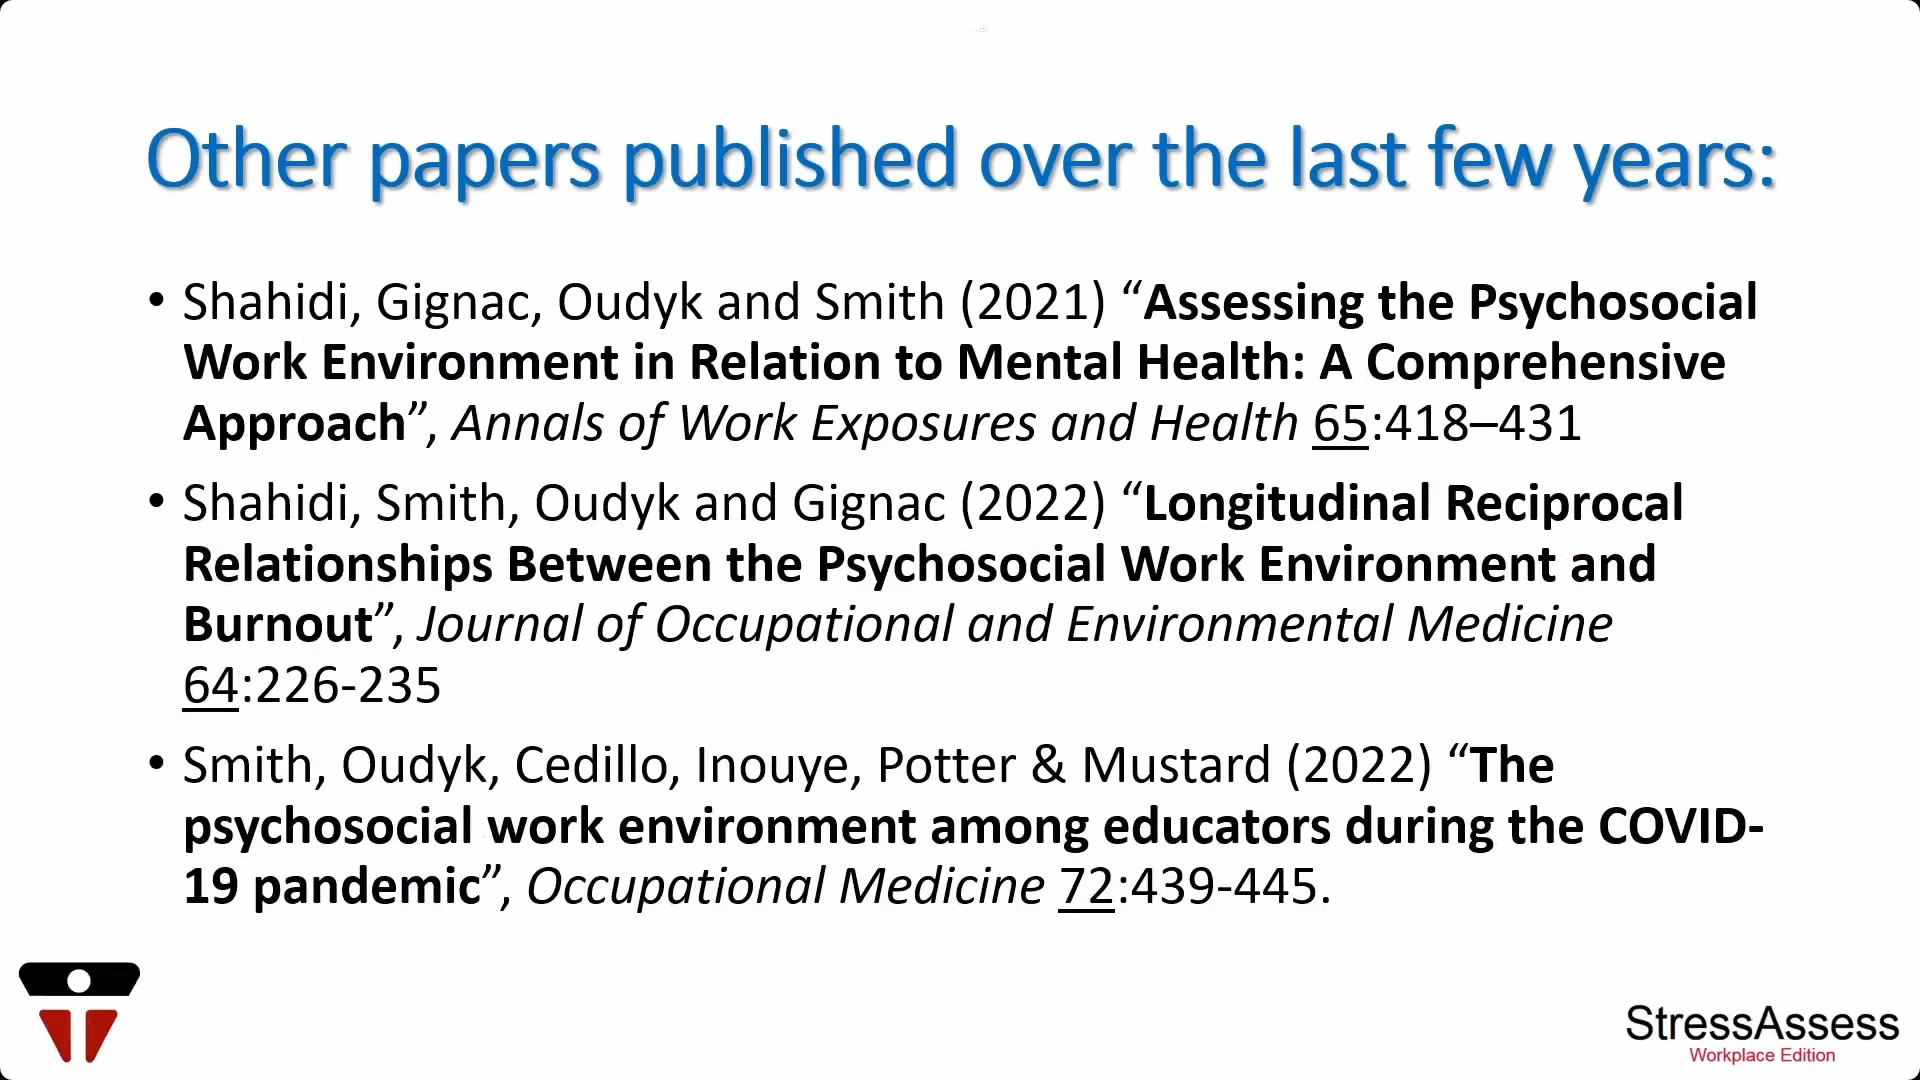 Other papers published over the last few years:
• Shahidi, Gignac, Oudyk and Smith (2021) “Assessing the Psychosocial
Work Environment in Relation to Mental Health: A Comprehensive
Approach”, Annals of Work Exposures and Health 65:418–431
• Shahidi, Smith, Oudyk and Gignac (2022) “Longitudinal Reciprocal
Relationships Between the Psychosocial Work Environment and
Burnout”, Journal of Occupational and Environmental Medicine
64:226-235
• Smith, Oudyk, Cedillo, Inouye, Potter & Mustard (2022) “The
psychosocial work environment among educators during the COVID-
19 pandemic”, Occupational Medicine 72:439-445.
StressAssess
Workplace Edition